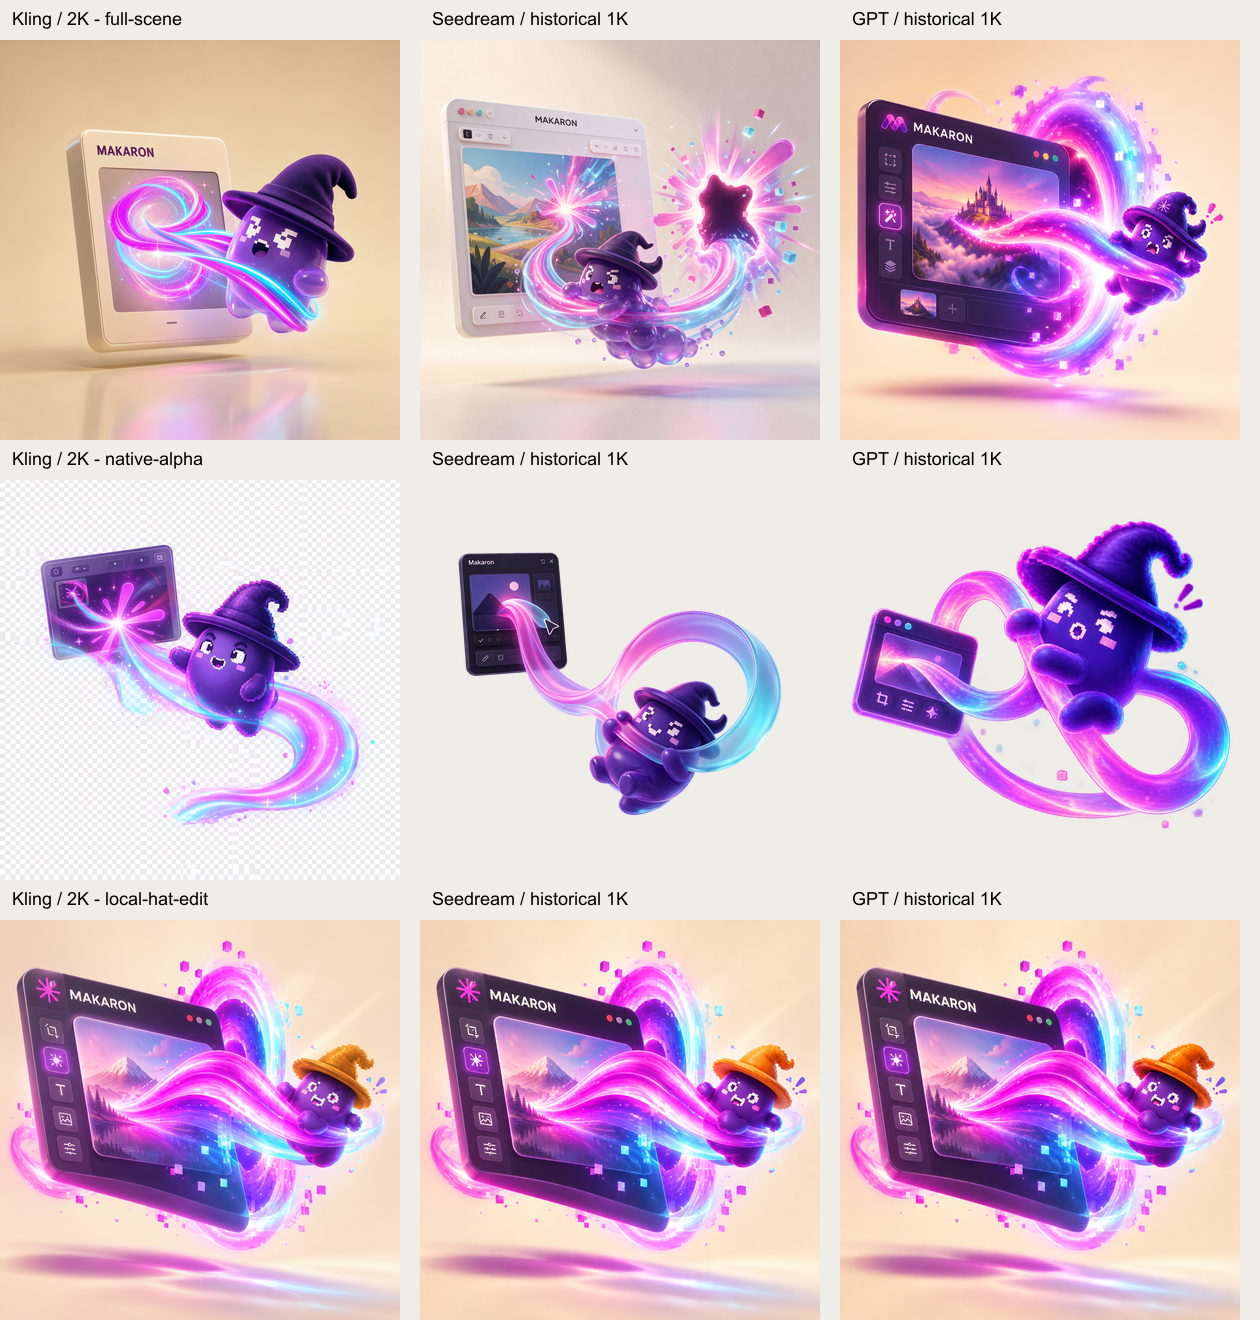 Kling / 2K - full-scene
Seedream / historical 1K
GPT / historical 1K
MAKARON
MAKARON
MAKARON
T
Kling / 2K - native-alpha
Seedream / historical 1K
GPT / historical 1K
Makaron
Kling / 2K - local-hat-edit
Seedream / historical 1K
GPT / historical 1K
MAKARON
T
MAKARON
T
MAKARON
T